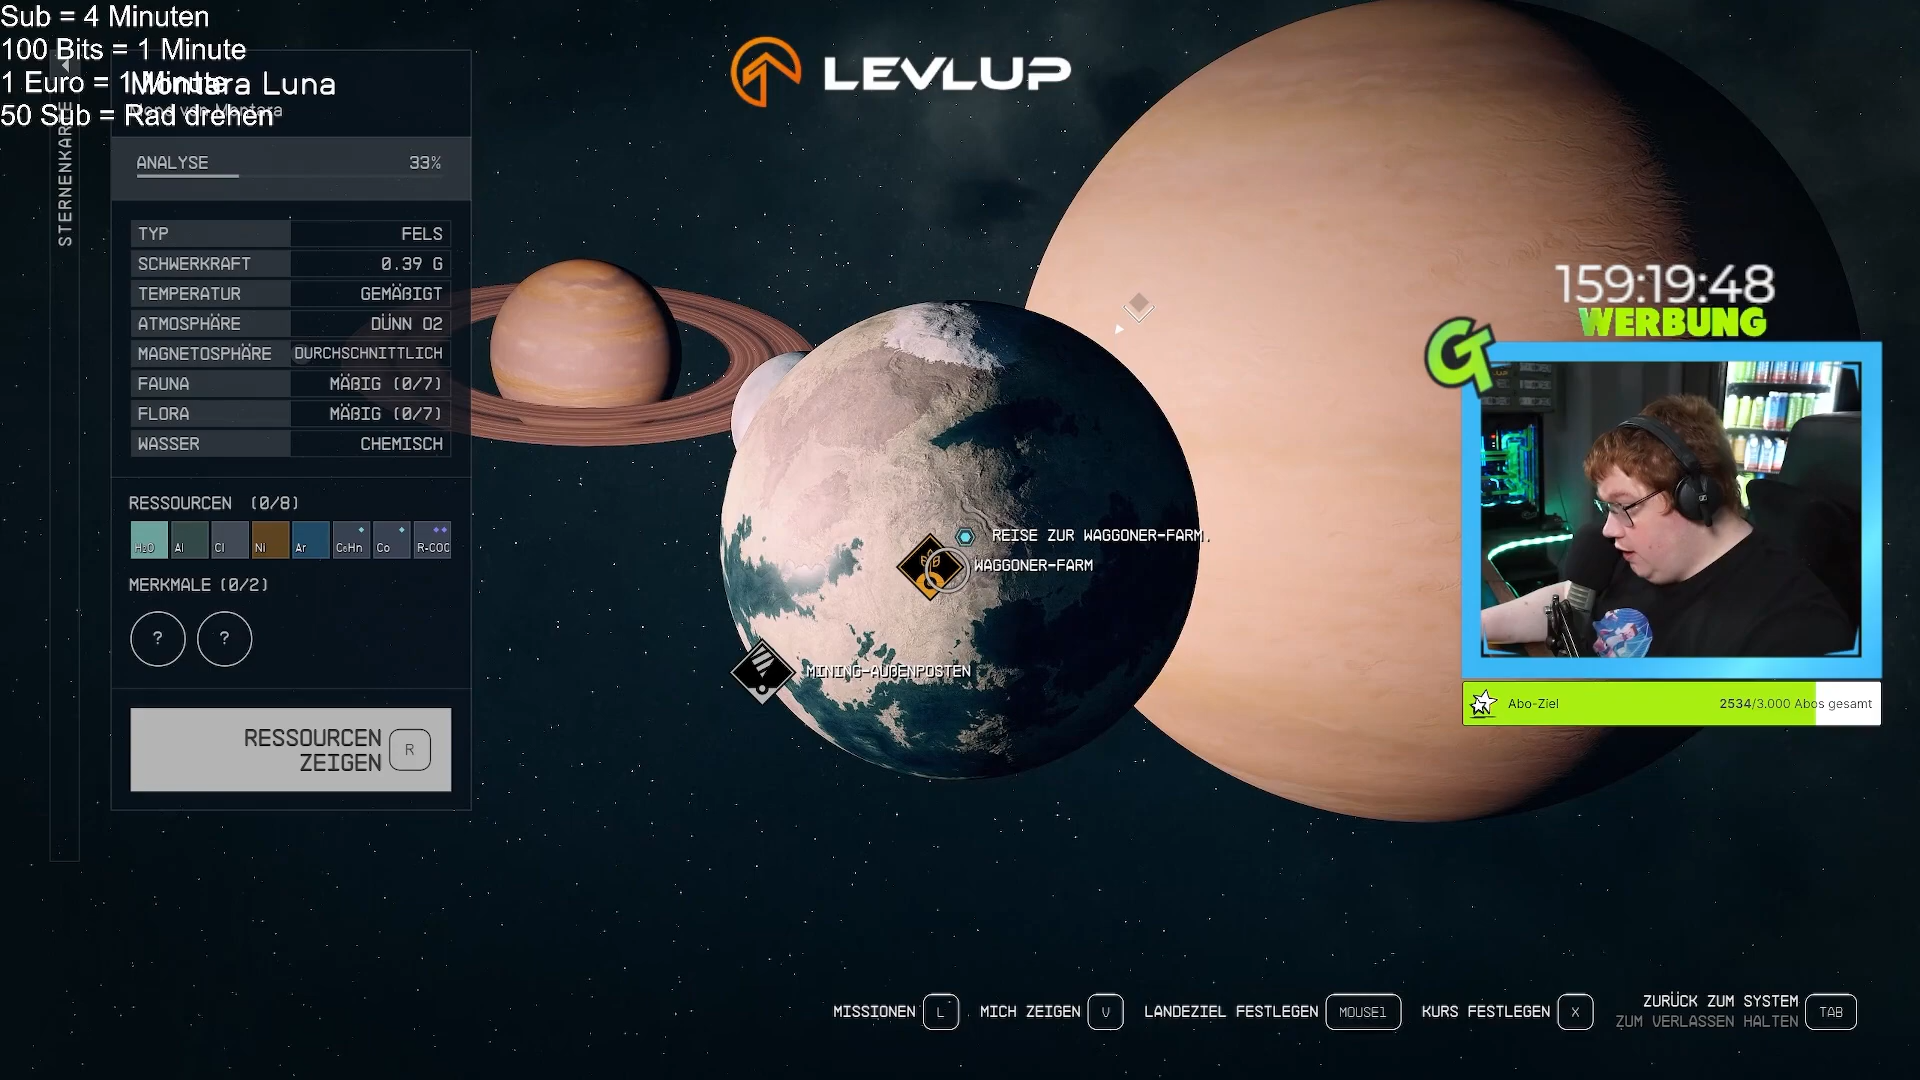 Sub = 4 Minuten
100 Bits = 1 Minute
1 Euro = 1 Minute
50 Sub = Rad drehen
Montara Luna
Mond von Montara
STERNENKARTE
ANALYSE 33%
TYP FELS
SCHWERKRAFT 0.39 G
TEMPERATUR GEMÄẞIGT
ATMOSPHÄRE DÜNN O2
MAGNETOSPHÄRE DURCHSCHNITTLICH
FAUNA MÄẞIG (0/7)
FLORA MÄẞIG (0/7)
WASSER CHEMISCH
RESSOURCEN (0/8)
H2O Al Cl Ni Ar C6Hn Co R-COC
MERKMALE (0/2)
? ?
RESSOURCEN
ZEIGEN R
LEVLUP
REISE ZUR WAGGONER-FARM.
WAGGONER-FARM
MINING-AUẞENPOSTEN
159:19:48
WERBUNG
G
Abo-Ziel 2534/3.000 Abos gesamt
MISSIONEN L MICH ZEIGEN V LANDEZIEL FESTLEGEN MOUSE1 KURS FESTLEGEN X ZURÜCK ZUM SYSTEM
ZUM VERLASSEN HALTEN TAB